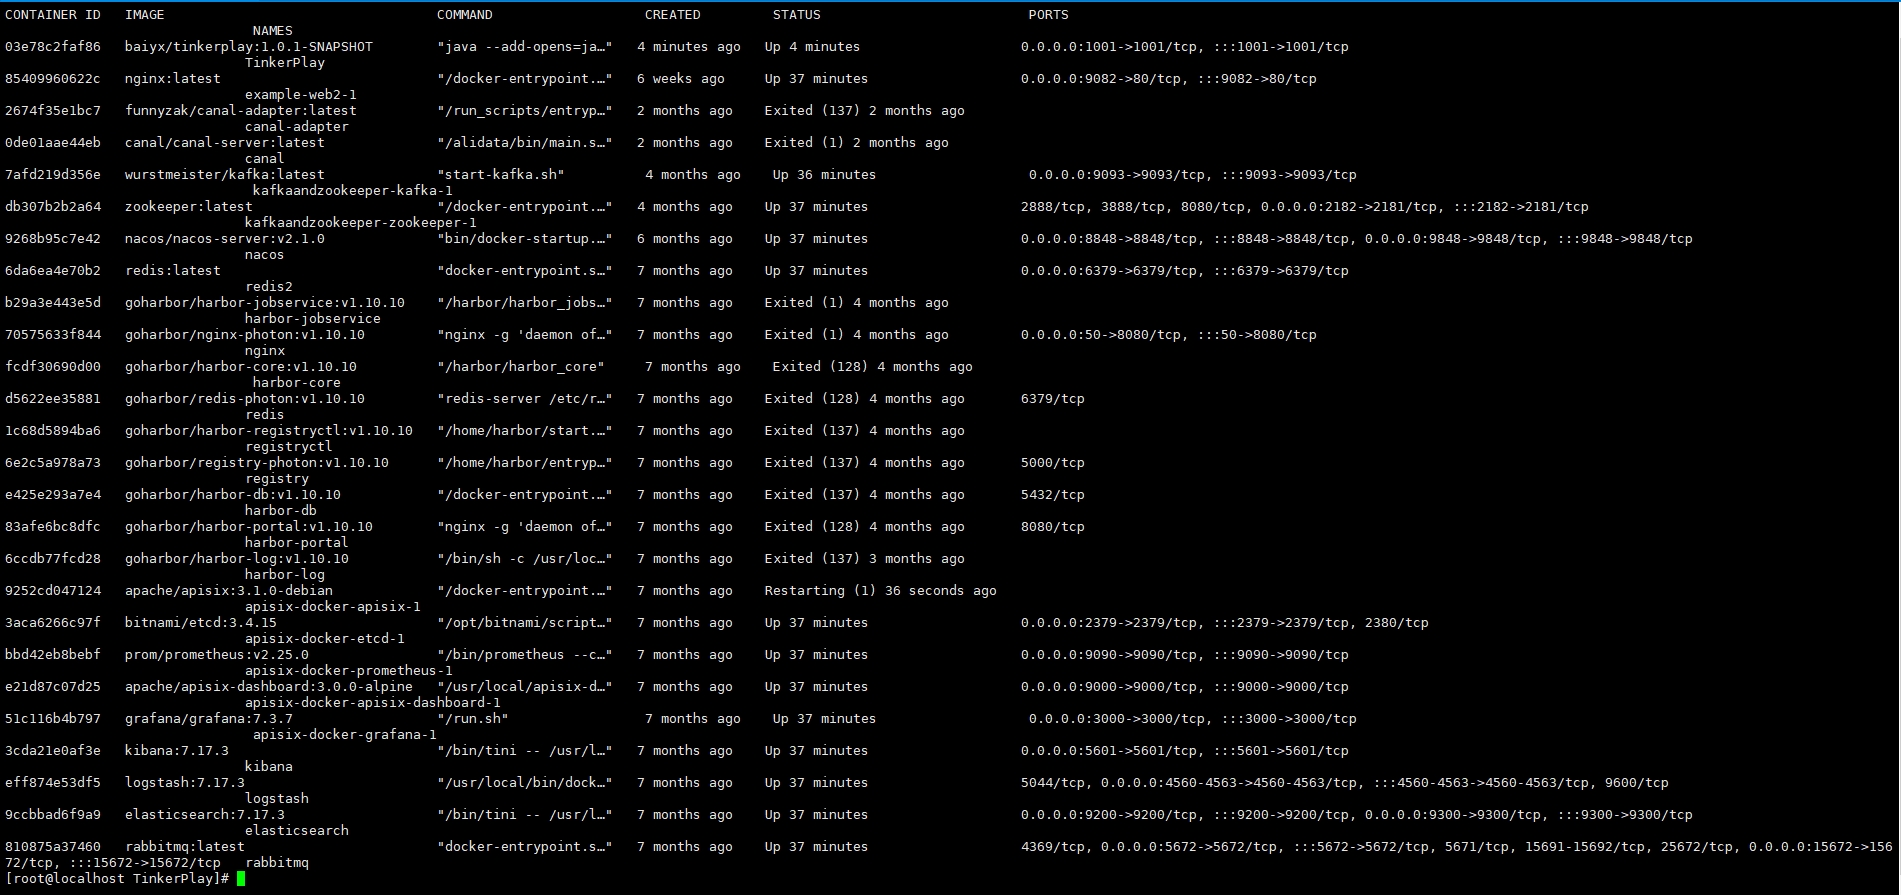 CONTAINER ID   IMAGE                                  COMMAND                   CREATED         STATUS                          PORTS
NAMES
03e78c2faf86   baiyx/tinkerplay:1.0.1-SNAPSHOT        "java --add-opens=ja…"   4 minutes ago   Up 4 minutes                    0.0.0.0:1001->1001/tcp, :::1001->1001/tcp
TinkerPlay
85409960622c   nginx:latest                           "/docker-entrypoint.…"   6 weeks ago     Up 37 minutes                   0.0.0.0:9082->80/tcp, :::9082->80/tcp
example-web2-1
2674f35e1bc7   funnyzak/canal-adapter:latest          "/run_scripts/entryp…"   2 months ago    Exited (137) 2 months ago
canal-adapter
0de01aae44eb   canal/canal-server:latest              "/alidata/bin/main.s…"   2 months ago    Exited (1) 2 months ago
canal
7afd219d356e   wurstmeister/kafka:latest              "start-kafka.sh"          4 months ago    Up 36 minutes                   0.0.0.0:9093->9093/tcp, :::9093->9093/tcp
kafkaandzookeeper-kafka-1
db307b2b2a64   zookeeper:latest                       "/docker-entrypoint.…"   4 months ago    Up 37 minutes                   2888/tcp, 3888/tcp, 8080/tcp, 0.0.0.0:2182->2181/tcp, :::2182->2181/tcp
kafkaandzookeeper-zookeeper-1
9268b95c7e42   nacos/nacos-server:v2.1.0              "bin/docker-startup.…"   6 months ago    Up 37 minutes                   0.0.0.0:8848->8848/tcp, :::8848->8848/tcp, 0.0.0.0:9848->9848/tcp, :::9848->9848/tcp
nacos
6da6ea4e70b2   redis:latest                           "docker-entrypoint.s…"   7 months ago    Up 37 minutes                   0.0.0.0:6379->6379/tcp, :::6379->6379/tcp
redis2
b29a3e443e5d   goharbor/harbor-jobservice:v1.10.10    "/harbor/harbor_jobs…"   7 months ago    Exited (1) 4 months ago
harbor-jobservice
70575633f844   goharbor/nginx-photon:v1.10.10         "nginx -g 'daemon of…"   7 months ago    Exited (1) 4 months ago         0.0.0.0:50->8080/tcp, :::50->8080/tcp
nginx
fcdf30690d00   goharbor/harbor-core:v1.10.10          "/harbor/harbor_core"     7 months ago    Exited (128) 4 months ago
harbor-core
d5622ee35881   goharbor/redis-photon:v1.10.10         "redis-server /etc/r…"   7 months ago    Exited (128) 4 months ago       6379/tcp
redis
1c68d5894ba6   goharbor/harbor-registryctl:v1.10.10   "/home/harbor/start.…"   7 months ago    Exited (137) 4 months ago
registryctl
6e2c5a978a73   goharbor/registry-photon:v1.10.10      "/home/harbor/entryp…"   7 months ago    Exited (137) 4 months ago       5000/tcp
registry
e425e293a7e4   goharbor/harbor-db:v1.10.10            "/docker-entrypoint.…"   7 months ago    Exited (137) 4 months ago       5432/tcp
harbor-db
83afe6bc8dfc   goharbor/harbor-portal:v1.10.10        "nginx -g 'daemon of…"   7 months ago    Exited (128) 4 months ago       8080/tcp
harbor-portal
6ccdb77fcd28   goharbor/harbor-log:v1.10.10           "/bin/sh -c /usr/loc…"   7 months ago    Exited (137) 3 months ago
harbor-log
9252cd047124   apache/apisix:3.1.0-debian             "/docker-entrypoint.…"   7 months ago    Restarting (1) 36 seconds ago
apisix-docker-apisix-1
3aca6266c97f   bitnami/etcd:3.4.15                    "/opt/bitnami/script…"   7 months ago    Up 37 minutes                   0.0.0.0:2379->2379/tcp, :::2379->2379/tcp, 2380/tcp
apisix-docker-etcd-1
bbd42eb8bebf   prom/prometheus:v2.25.0                "/bin/prometheus --c…"   7 months ago    Up 37 minutes                   0.0.0.0:9090->9090/tcp, :::9090->9090/tcp
apisix-docker-prometheus-1
e21d87c07d25   apache/apisix-dashboard:3.0.0-alpine   "/usr/local/apisix-d…"   7 months ago    Up 37 minutes                   0.0.0.0:9000->9000/tcp, :::9000->9000/tcp
apisix-docker-apisix-dashboard-1
51c116b4b797   grafana/grafana:7.3.7                  "/run.sh"                 7 months ago    Up 37 minutes                   0.0.0.0:3000->3000/tcp, :::3000->3000/tcp
apisix-docker-grafana-1
3cda21e0af3e   kibana:7.17.3                          "/bin/tini -- /usr/l…"   7 months ago    Up 37 minutes                   0.0.0.0:5601->5601/tcp, :::5601->5601/tcp
kibana
eff874e53df5   logstash:7.17.3                        "/usr/local/bin/dock…"   7 months ago    Up 37 minutes                   5044/tcp, 0.0.0.0:4560-4563->4560-4563/tcp, :::4560-4563->4560-4563/tcp, 9600/tcp
logstash
9ccbbad6f9a9   elasticsearch:7.17.3                   "/bin/tini -- /usr/l…"   7 months ago    Up 37 minutes                   0.0.0.0:9200->9200/tcp, :::9200->9200/tcp, 0.0.0.0:9300->9300/tcp, :::9300->9300/tcp
elasticsearch
810875a37460   rabbitmq:latest                        "docker-entrypoint.s…"   7 months ago    Up 37 minutes                   4369/tcp, 0.0.0.0:5672->5672/tcp, :::5672->5672/tcp, 5671/tcp, 15691-15692/tcp, 25672/tcp, 0.0.0.0:15672->156
72/tcp, :::15672->15672/tcp   rabbitmq
[root@localhost TinkerPlay]#